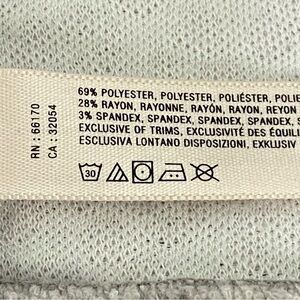 RN : 66170
CA : 32054
69% POLYESTER, POLYESTER, POLIÉSTER, POLIE
28% RAYON, RAYONNE, RAYÓN, RAYON, REYON
3% SPANDEX, SPANDEX, SPANDEX, SPANDEX, S
EXCLUSIVE OF TRIMS, EXCLUSIVITÉ DES ÉQUIL
ESCLUSIVA LONTANO DISPOSIZIONI, EXKLUSIV
30